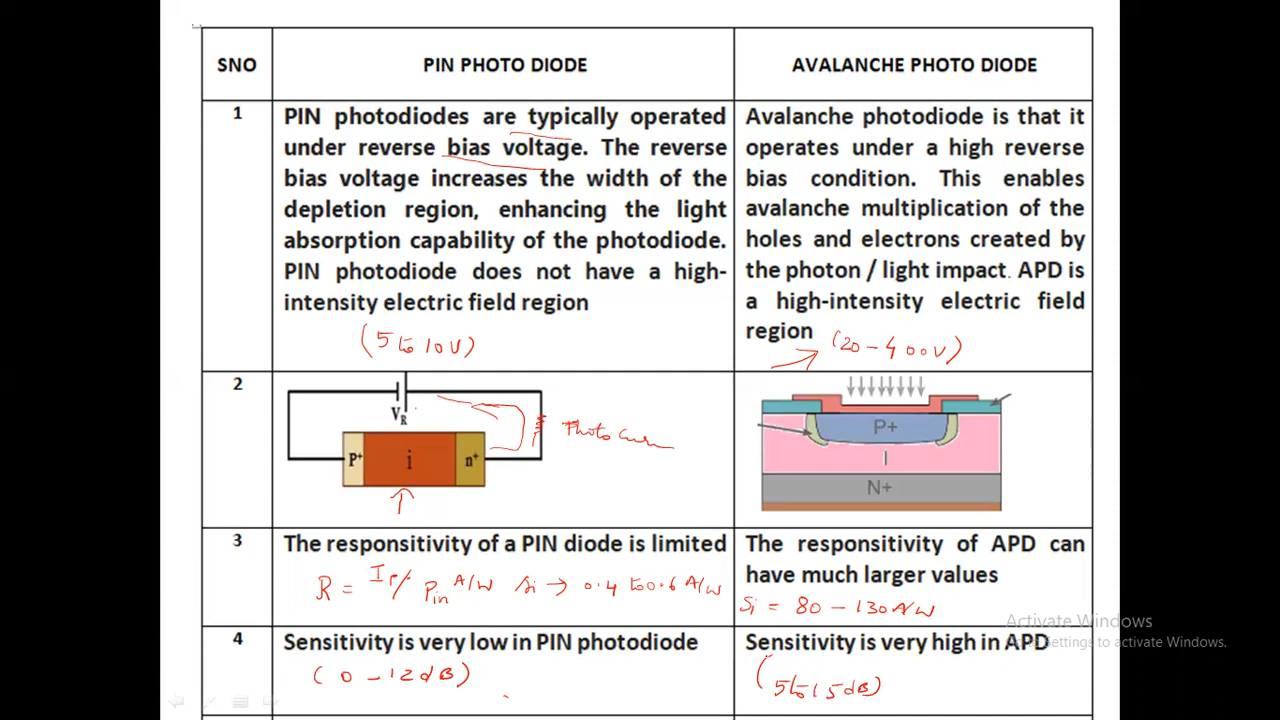 SNO
PIN PHOTO DIODE
AVALANCHE PHOTO DIODE
1
PIN photodiodes are typically operated
under reverse bias voltage. The reverse
bias voltage increases the width of the
depletion region, enhancing the light
absorption capability of the photodiode.
PIN photodiode does not have a high-
intensity electric field region
(5 to 10V)
Avalanche photodiode is that it
operates under a high reverse
bias condition. This enables
avalanche multiplication of the
holes and electrons created by
the photon / light impact. APD is
a high-intensity electric field
region
(20 - 400V)
2
VR
P+
i
n+
P+
I
N+
3
The responsitivity of a PIN diode is limited
R = IP/Pin A/W Si → 0.4 to 0.6 A/W
The responsitivity of APD can
have much larger values
Si = 80 - 130 A/W
4
Sensitivity is very low in PIN photodiode
(0 - 12dB)
Sensitivity is very high in APD
(5 to 15dB)
Activate Windows
to Settings to activate Windows.